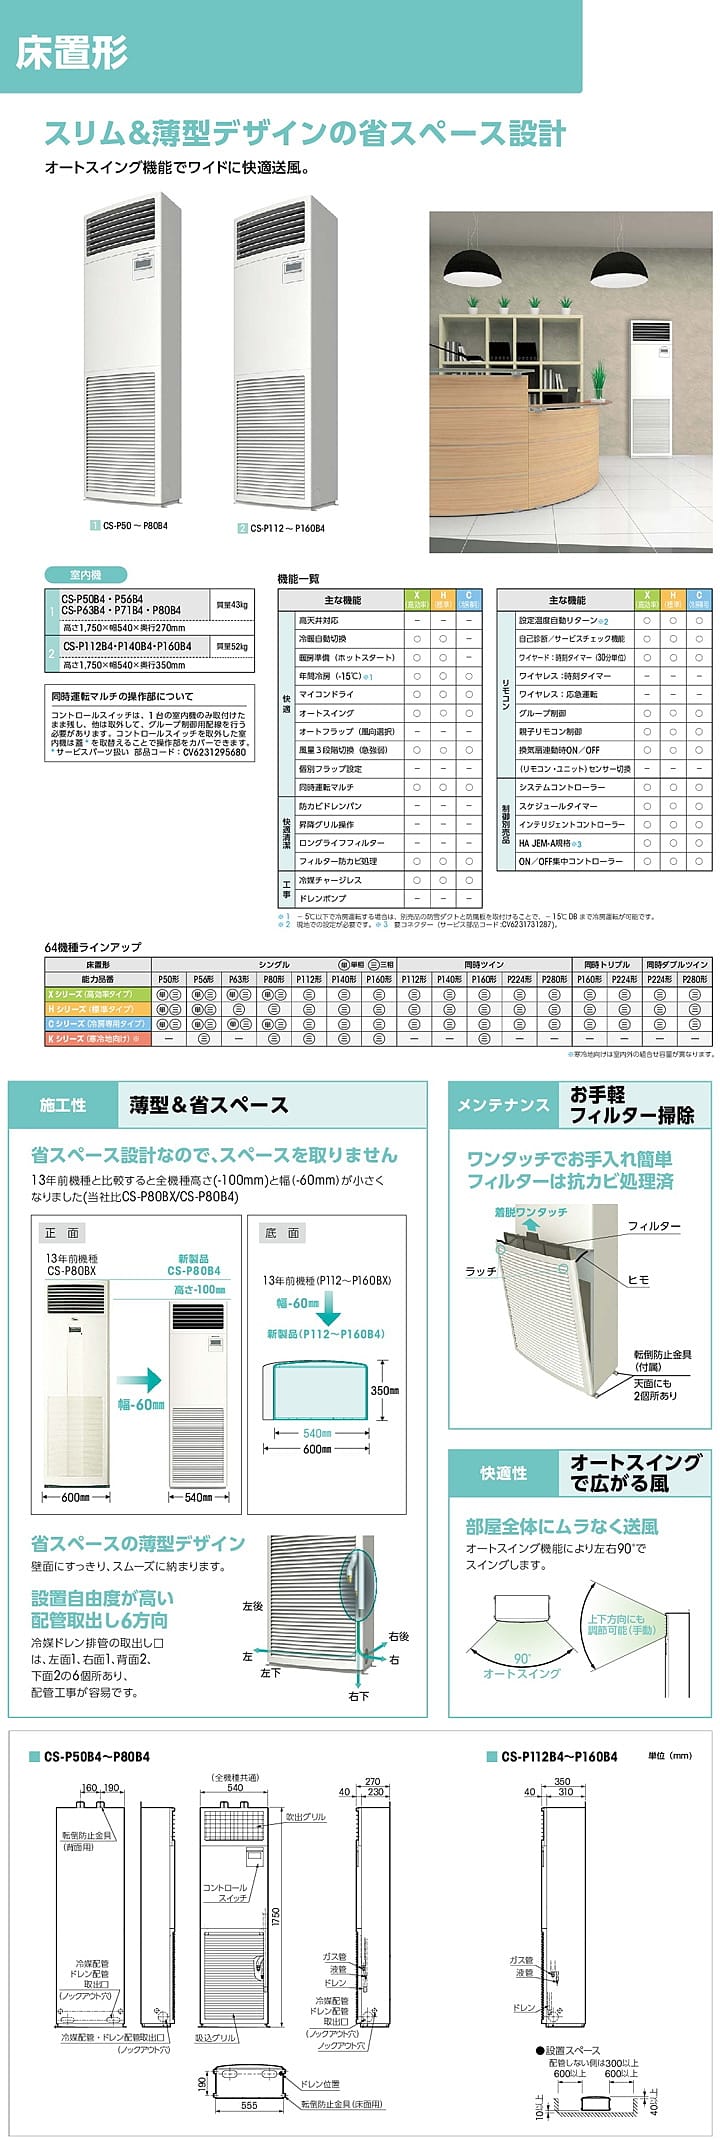 床置形
スリム&薄型デザインの省スペース設計
オートスイング機能でワイドに快適送風。
1 CS-P50 ～ P80B4
2 CS-P112 ～ P160B4
室内機
1
CS-P50B4・P56B4
CS-P63B4・P71B4・P80B4
質量43kg
高さ1,750×幅540×奥行270mm
2
CS-P112B4・P140B4・P160B4
質量52kg
高さ1,750×幅540×奥行350mm
同時運転マルチの操作部について
コントロールスイッチは、1台の室内機のみ取付けた
まま残し、他は取外して、グループ制御用配線を行う
必要があります。コントロールスイッチを取外した室
内機は蓋*を取替えることで操作部をカバーできます。
*サービスパーツ扱い 部品コード:CV6231295680
機能一覧
主な機能 X(高効率) H(標準) C(冷房専用)
快適
高天井対応 − − −
冷暖自動切換 ○ ○ −
暖房準備（ホットスタート） ○ ○ −
年間冷房（-15℃）※1 ○ ○ ○
マイコンドライ ○ ○ ○
オートスイング ○ ○ ○
オートフラップ（風向選択） − − −
風量3段階切換（急強弱） ○ ○ ○
個別フラップ設定 − − −
同時運転マルチ ○ ○ ○
快適清潔
防カビドレンパン − − −
昇降グリル操作 − − −
ロングライフフィルター − − −
フィルター防カビ処理 ○ ○ ○
工事
冷媒チャージレス ○ ○ ○
ドレンポンプ − − −
主な機能 X(高効率) H(標準) C(冷房専用)
リモコン
設定温度自動リターン※2 ○ ○ ○
自己診断／サービスチェック機能 ○ ○ ○
ワイヤード：時刻タイマー（30分単位） ○ ○ ○
ワイヤレス：時刻タイマー − − −
ワイヤレス：応急運転 − − −
グループ制御 ○ ○ ○
親子リモコン制御 ○ ○ ○
換気扇連動時ON／OFF ○ ○ ○
(リモコン・ユニット)センサー切換 − − −
制御別売品
システムコントローラー ○ ○ ○
スケジュールタイマー ○ ○ ○
インテリジェントコントローラー ○ ○ ○
HA JEM-A規格※3 ○ ○ ○
ON／OFF集中コントローラー ○ ○ ○
※1 −5℃以下で冷房運転する場合は、別売品の防雪ダクトと防風板を取付けることで、−15℃DBまで冷房運転が可能です。
※2 現地での設定が必要です。※3 要コネクター（サービス部品コード:CV6231731287)。
64機種ラインアップ
床置形 シングル 単単相 三三相 同時ツイン 同時トリプル 同時ダブルツイン
能力品番 P50形 P56形 P63形 P80形 P112形 P140形 P160形 P112形 P140形 P160形 P224形 P280形 P160形 P224形 P224形 P280形
Xシリーズ（高効率タイプ） 単三 単三 単三 単三 三 三 三 三 三 三 三 三 三 三 三 三
Hシリーズ（標準タイプ） 単三 単三 三 三 三 三 三 三 三 三 三 三 三 三 三 三
Cシリーズ（冷房専用タイプ） 単三 単三 単三 単三 三 三 三 三 三 三 三 三 三 三 三 三
Kシリーズ（寒冷地向け）※ − 三 − 三 三 三 三 − − 三 − − − − − −
※寒冷地向けは室内外の組合せ容量が異なります。
施工性
薄型&省スペース
省スペース設計なので、スペースを取りません
13年前機種と比較すると全機種高さ(-100mm)と幅(-60mm)が小さく
なりました(当社比CS-P80BX/CS-P80B4)
正面
13年前機種
CS-P80BX
新製品
CS-P80B4
高さ-100mm
幅-60mm
600mm
540mm
底面
13年前機種(P112～P160BX)
幅-60mm
新製品(P112～P160B4)
350mm
540mm
600mm
省スペースの薄型デザイン
壁面にすっきり、スムーズに納まります。
設置自由度が高い
配管取出し6方向
冷媒ドレン排管の取出し口
は、左面1、右面1、背面2、
下面2の6個所あり、
配管工事が容易です。
左後
左
左下
右後
右
右下
メンテナンス
お手軽
フィルター掃除
ワンタッチでお手入れ簡単
フィルターは抗カビ処理済
着脱ワンタッチ
フィルター
ラッチ
ヒモ
転倒防止金具
(付属)
天面にも
2個所あり
快適性
オートスイング
で広がる風
部屋全体にムラなく送風
オートスイング機能により左右90°で
スイングします。
90°
オートスイング
上下方向にも
調節可能(手動)
CS-P50B4～P80B4
CS-P112B4～P160B4
単位（mm）
160 190
転倒防止金具
(背面用)
冷媒配管
ドレン配管
取出口
(ノックアウト穴)
冷媒配管・ドレン配管取出口
(ノックアウト穴)
(全機種共通)
540
吹出グリル
コントロール
スイッチ
1750
吸込グリル
270
40 230
ガス管
液管
ドレン
冷媒配管
ドレン配管
取出口
(ノックアウト穴)
ノックアウト穴
190
555
ドレン位置
転倒防止金具(床面用)
350
40 310
ガス管
液管
ドレン
●設置スペース
配管しない側は300以上
600以上 600以上
10以上
40以上